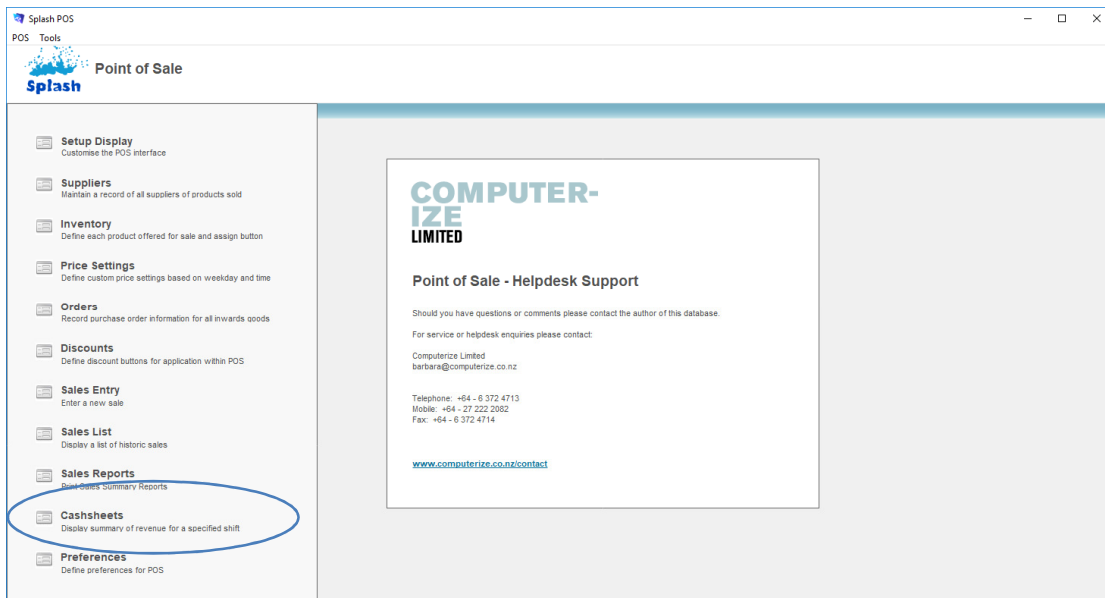 Splash POS
POS Tools
Splash
Point of Sale
Setup Display
Customise the POS interface
Suppliers
Maintain a record of all suppliers of products sold
Inventory
Define each product offered for sale and assign button
Price Settings
Define custom price settings based on weekday and time
Orders
Record purchase order information for all inwards goods
Discounts
Define discount buttons for application within POS
Sales Entry
Enter a new sale
Sales List
Display a list of historic sales
Sales Reports
Print Sales Summary Reports
Cashsheets
Display summary of revenue for a specified shift
Preferences
Define preferences for POS
COMPUTER-
IZE
LIMITED
Point of Sale - Helpdesk Support
Should you have questions or comments please contact the author of this database.
For service or helpdesk enquiries please contact:
Computerize Limited
barbara@computerize.co.nz
Telephone: +64 - 6 372 4713
Mobile: +64 - 27 222 2082
Fax: +64 - 6 372 4714
www.computerize.co.nz/contact